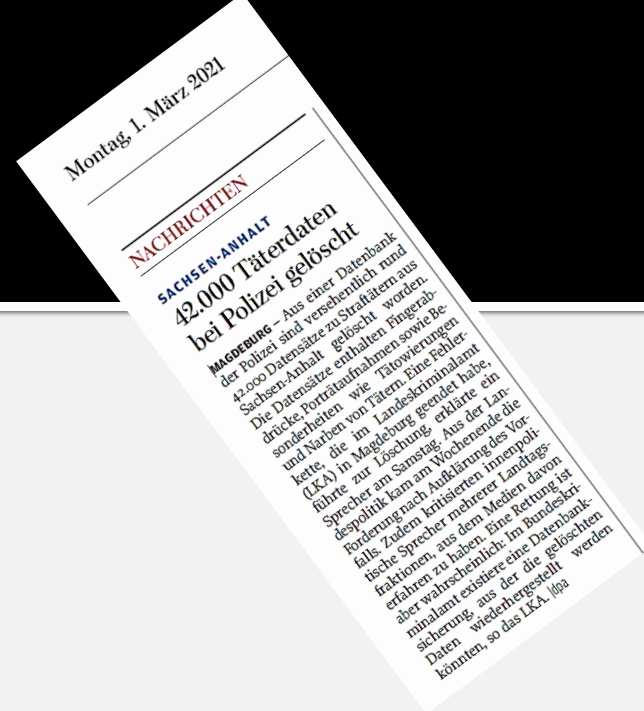 Montag, 1. März 2021
NACHRICHTEN
SACHSEN-ANHALT
42.000 Täterdaten
bei Polizei gelöscht
MAGDEBURG – Aus einer Datenbank
der Polizei sind versehentlich rund
42.000 Datensätze zu Straftätern aus
Sachsen-Anhalt gelöscht worden.
Die Datensätze enthalten Fingerab-
drücke, Porträtaufnahmen sowie Be-
sonderheiten wie Tätowierungen
und Narben von Tätern. Eine Fehler-
kette, die im Landeskriminalamt
(LKA) in Magdeburg geendet habe,
führte zur Löschung, erklärte ein
Sprecher am Samstag. Aus der Lan-
despolitik kam am Wochenende die
Forderung nach Aufklärung des Vor-
falls. Zudem kritisierten innenpoli-
tische Sprecher mehrerer Landtags-
fraktionen, aus dem Medien davon
erfahren zu haben. Eine Rettung ist
aber wahrscheinlich: Im Bundeskri-
minalamt existiere eine Datenbank-
sicherung, aus der die gelöschten
Daten wiederhergestellt werden
könnten, so das LKA. |dpa